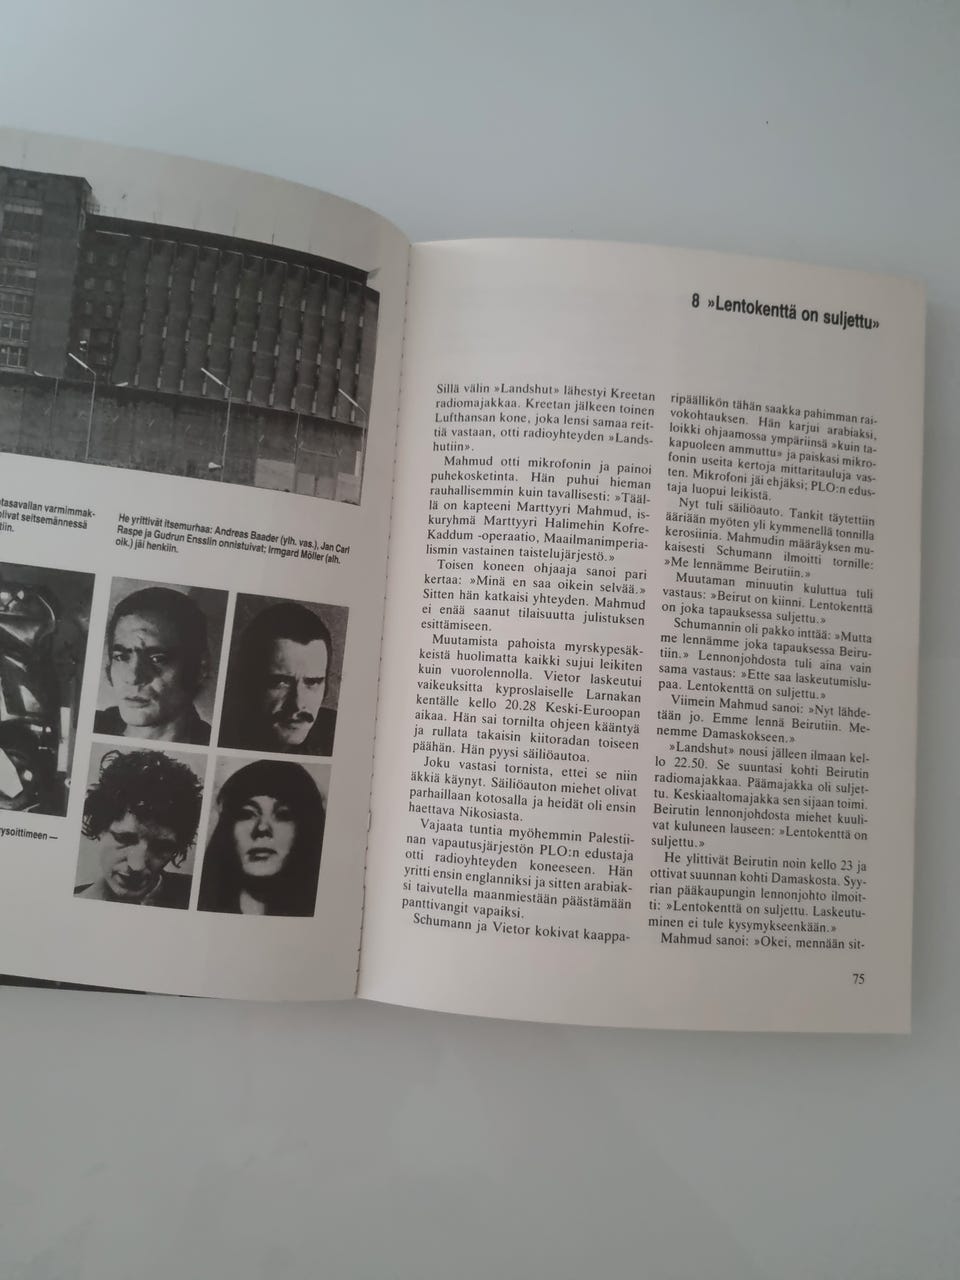 tasavallan varmimmak-
olivat seitsemännessä
tiin.
He yrittivät itsemurhaa: Andreas Baader (ylh. vas.), Jan Carl
Raspe ja Gudrun Ensslin onnistuivat; Irmgard Möller (alh.
oik.) jäi henkiin.
ysoittimeen —
8 »Lentokenttä on suljettu»
Sillä välin »Landshut» lähestyi Kreetan
radiomajakkaa. Kreetan jälkeen toinen
Lufthansan kone, joka lensi samaa reit-
tiä vastaan, otti radioyhteyden »Lands-
hutiin».
Mahmud otti mikrofonin ja painoi
puhekosketinta. Hän puhui hieman
rauhallisemmin kuin tavallisesti: »Tääl-
lä on kapteeni Marttyyri Mahmud, is-
kuryhmä Marttyyri Halimehin Kofre-
Kaddum -operaatio, Maailmanimperia-
lismin vastainen taistelujärjestö.»
Toisen koneen ohjaaja sanoi pari
kertaa: »Minä en saa oikein selvää.»
Sitten hän katkaisi yhteyden. Mahmud
ei enää saanut tilaisuutta julistuksen
esittämiseen.
Muutamista pahoista myrskypesäk-
keistä huolimatta kaikki sujui leikiten
kuin vuorolennolla. Vietor laskeutui
vaikeuksitta kyproslaiselle Larnakan
kentälle kello 20.28 Keski-Euroopan
aikaa. Hän sai tornilta ohjeen kääntyä
ja rullata takaisin kiitoradan toiseen
päähän. Hän pyysi säiliöautoa.
Joku vastasi tornista, ettei se niin
äkkiä käynyt. Säiliöauton miehet olivat
parhaillaan kotosalla ja heidät oli ensin
haettava Nikosiasta.
Vajaata tuntia myöhemmin Palestii-
nan vapautusjärjestön PLO:n edustaja
otti radioyhteyden koneeseen. Hän
yritti ensin englanniksi ja sitten arabiak-
si taivutella maanmiestään päästämään
panttivangit vapaiksi.
Schumann ja Vietor kokivat kaappa-
ripäällikön tähän saakka pahimman rai-
vokohtauksen. Hän karjui arabiaksi,
loikki ohjaamossa ympäriinsä »kuin ta-
kapuoleen ammuttu» ja paiskasi mikro-
fonin useita kertoja mittaritauluja vas-
ten. Mikrofoni jäi ehjäksi; PLO:n edus-
taja luopui leikistä.
Nyt tuli säiliöauto. Tankit täytettiin
ääriään myöten yli kymmenellä tonnilla
kerosiinia. Mahmudin määräyksen mu-
kaisesti Schumann ilmoitti tornille:
»Me lennämme Beirutiin.»
Muutaman minuutin kuluttua tuli
vastaus: »Beirut on kiinni. Lentokenttä
on joka tapauksessa suljettu.»
Schumannin oli pakko inttää: »Mutta
me lennämme joka tapauksessa Beiru-
tiin.» Lennonjohdosta tuli aina vain
sama vastaus: »Ette saa laskeutumislu-
paa. Lentokenttä on suljettu.»
Viimein Mahmud sanoi: »Nyt lähde-
tään jo. Emme lennä Beirutiin. Me-
nemme Damaskokseen.»
»Landshut» nousi jälleen ilmaan kel-
lo 22.50. Se suuntasi kohti Beirutin
radiomajakkaa. Päämajakka oli suljet-
tu. Keskiaaltomajakka sen sijaan toimi.
Beirutin lennonjohdosta miehet kuuli-
vat kuluneen lauseen: »Lentokenttä on
suljettu.»
He ylittivät Beirutin noin kello 23 ja
ottivat suunnan kohti Damaskosta. Syy-
rian pääkaupungin lennonjohto ilmoit-
ti: »Lentokenttä on suljettu. Laskeutu-
minen ei tule kysymykseenkään.»
Mahmud sanoi: »Okei, mennään sit-
75